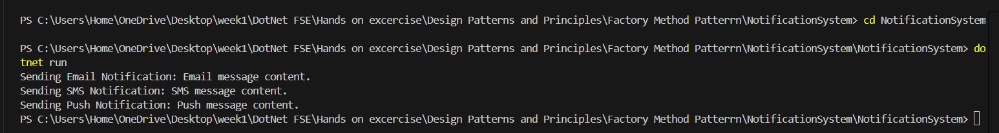 PS C:\Users\Home\OneDrive\Desktop\week1\DotNet FSE\Hands on excercise\Design Patterns and Principles\Factory Method Patterrn\NotificationSystem> cd NotificationSystem
PS C:\Users\Home\OneDrive\Desktop\week1\DotNet FSE\Hands on excercise\Design Patterns and Principles\Factory Method Patterrn\NotificationSystem\NotificationSystem> do
tnet run
Sending Email Notification: Email message content.
Sending SMS Notification: SMS message content.
Sending Push Notification: Push message content.
PS C:\Users\Home\OneDrive\Desktop\week1\DotNet FSE\Hands on excercise\Design Patterns and Principles\Factory Method Patterrn\NotificationSystem\NotificationSystem>